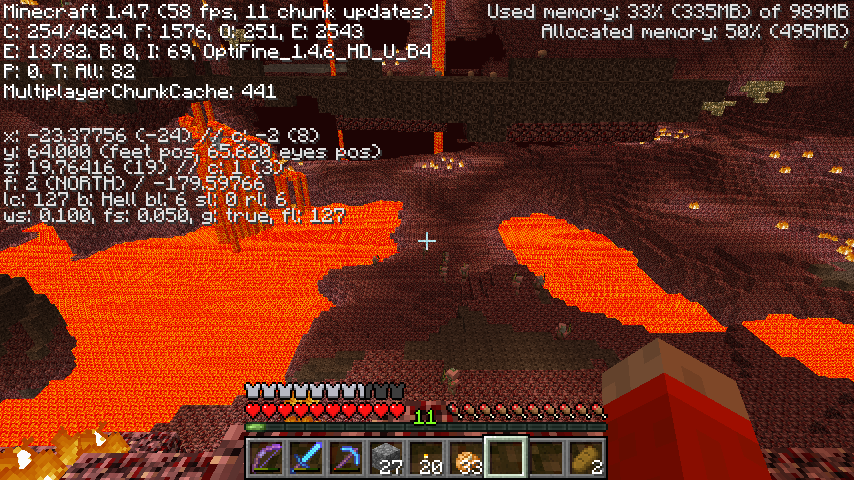 Minecraft 1.4.7 (58 fps, 11 chunk updates)
C: 254/4624, F: 1576, O: 251, E: 2543
E: 13/82, B: 0, I: 69, OptiFine_1.4.6_HD_U_B4
P: 0, T: All: 82
MultiplayerChunkCache: 441
Used memory: 33% (335MB) of 989MB
Allocated memory: 50% (495MB)
x: -23.37756 (-24) // c: -2 (8)
y: 64.000 (feet pos, 65.620 eyes pos)
z: 19.76416 (19) // c: 1 (3)
f: 2 (NORTH) / -179.59766
lc: 127 b: Hell bl: 6 sl: 0 rl: 6
ws: 0.100, fs: 0.050, g: true, fl: 127
11
27 20 33 2